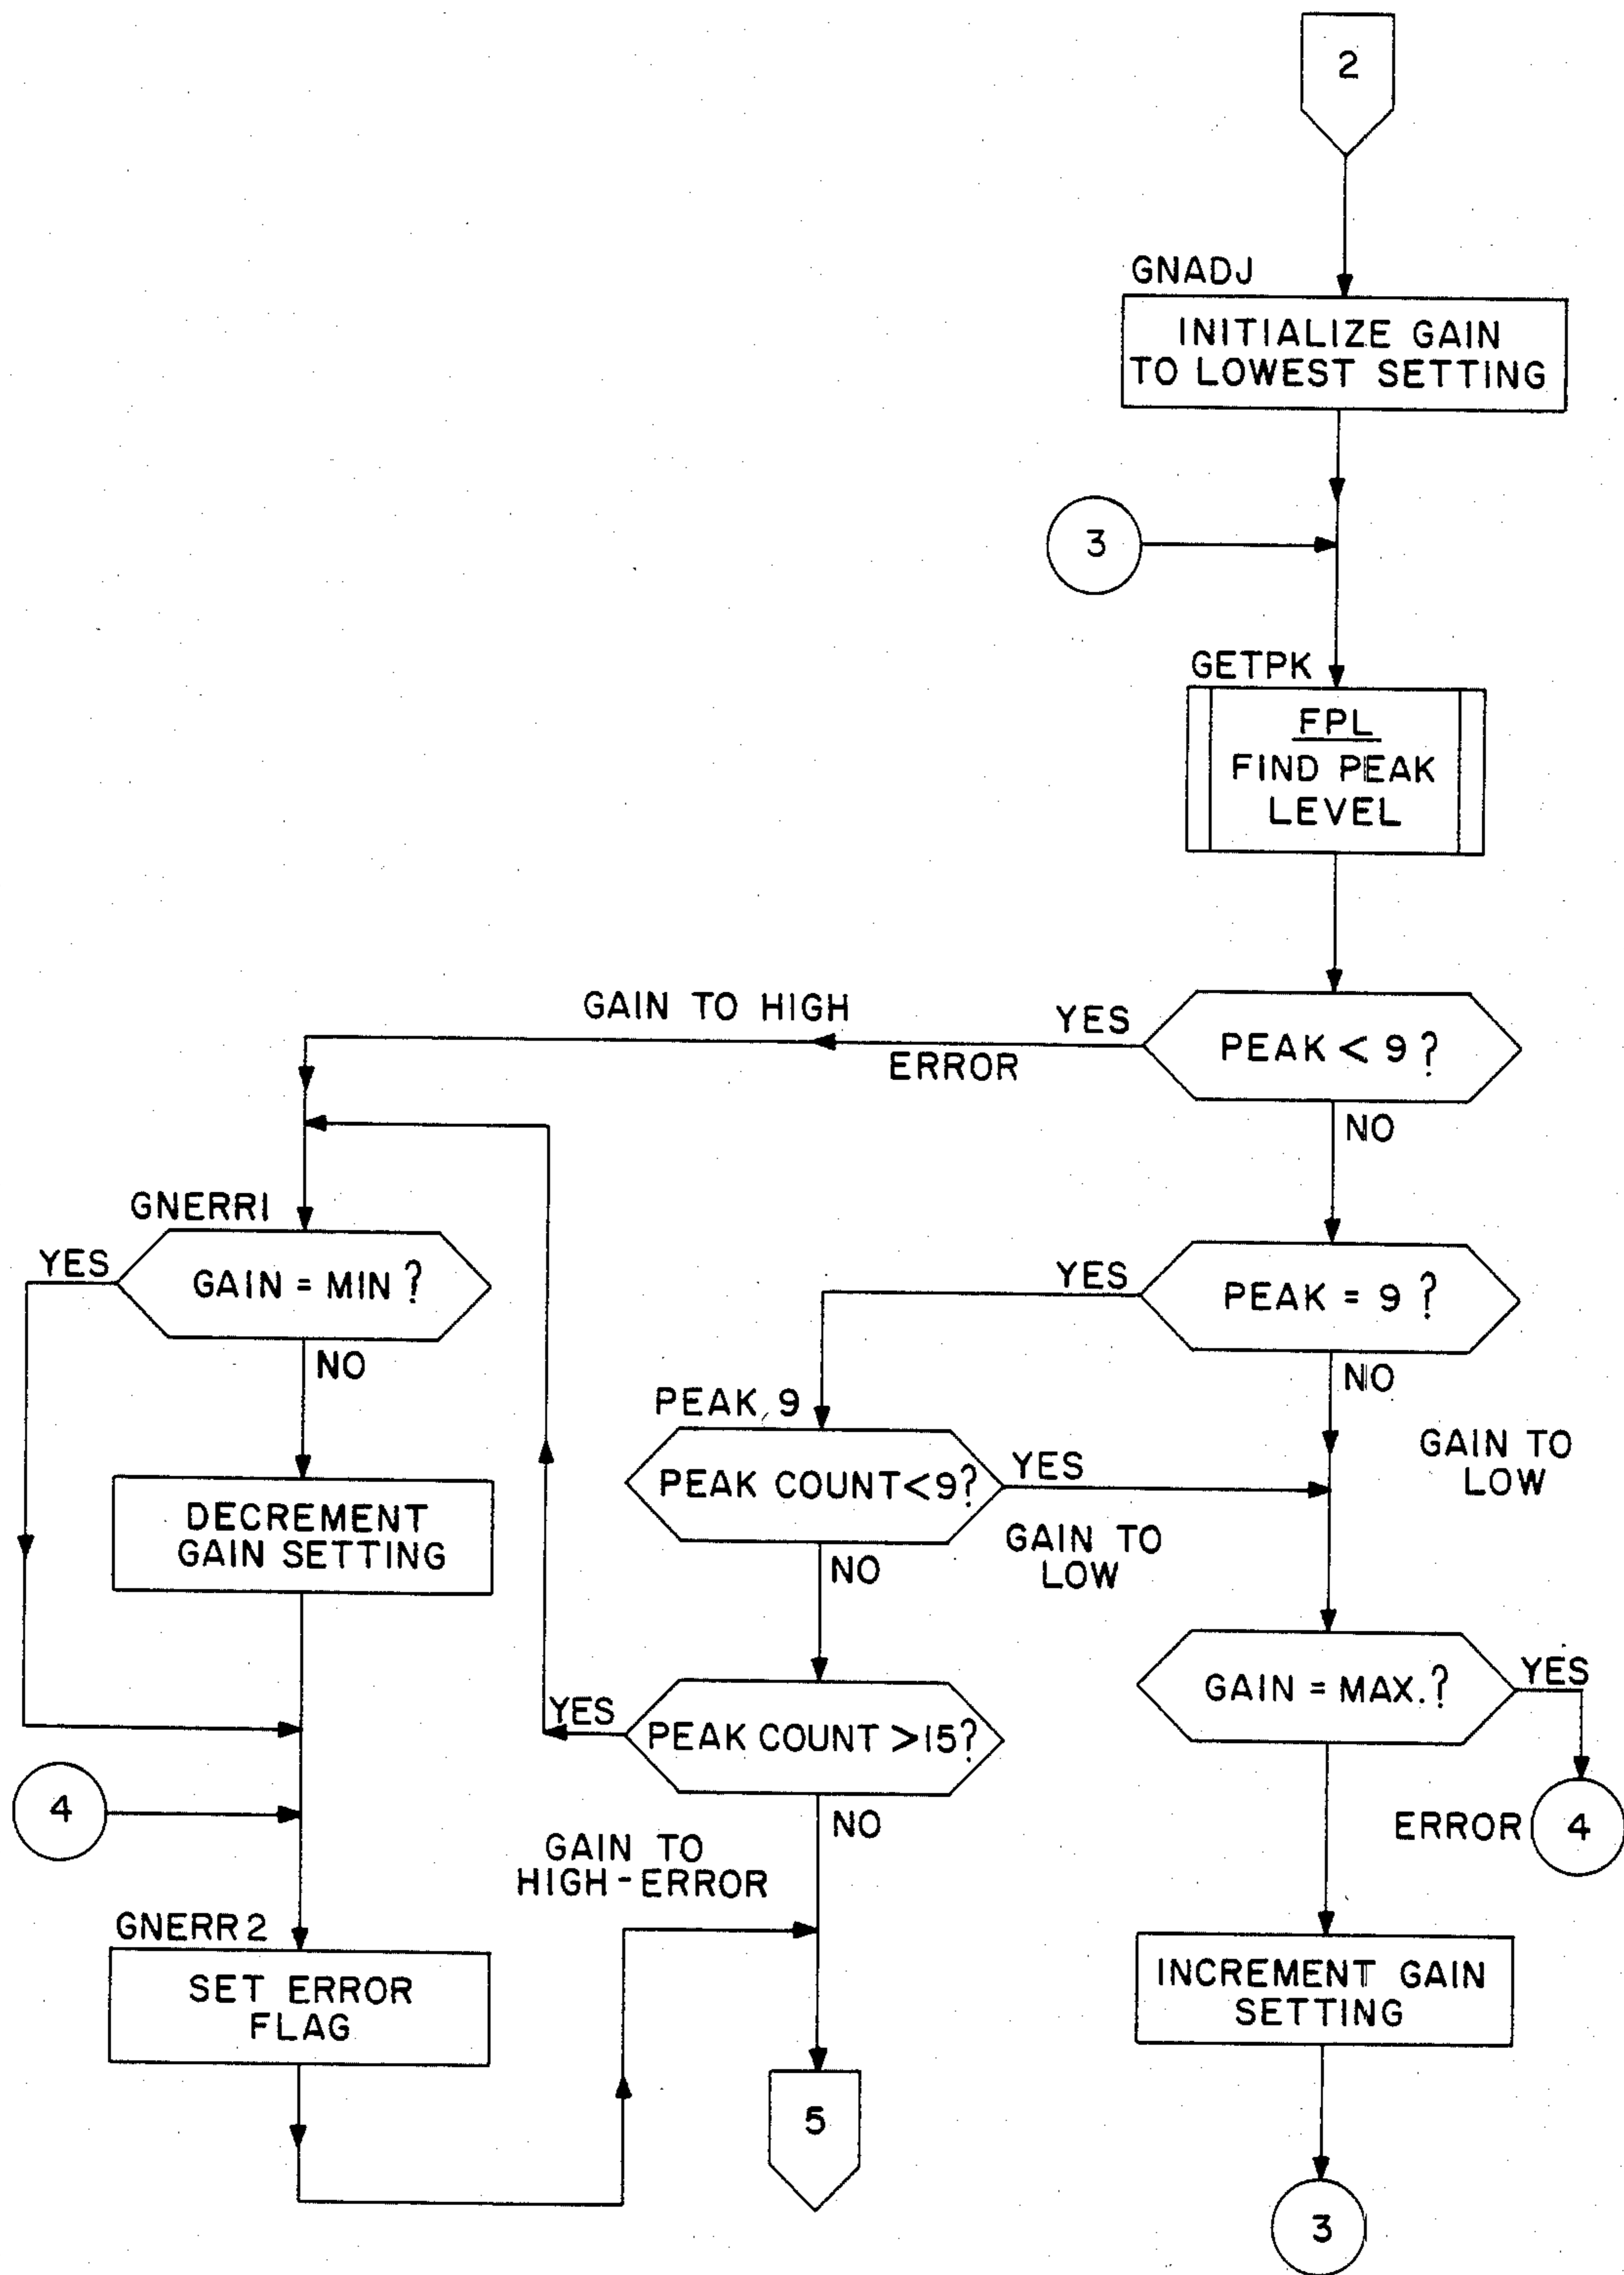 2
GNADJ
INITIALIZE GAIN
TO LOWEST SETTING
3
GETPK
FPL
FIND PEAK
LEVEL
GAIN TO HIGH
YES
ERROR
PEAK < 9 ?
NO
GNERR1
YES
GAIN = MIN ?
NO
YES
PEAK = 9 ?
NO
PEAK 9
PEAK COUNT<9?
YES
GAIN TO
LOW
GAIN TO
LOW
NO
DECREMENT
GAIN SETTING
GAIN = MAX.?
YES
YES
PEAK COUNT >15?
NO
4
ERROR
4
GAIN TO
HIGH-ERROR
GNERR2
SET ERROR
FLAG
INCREMENT GAIN
SETTING
5
3